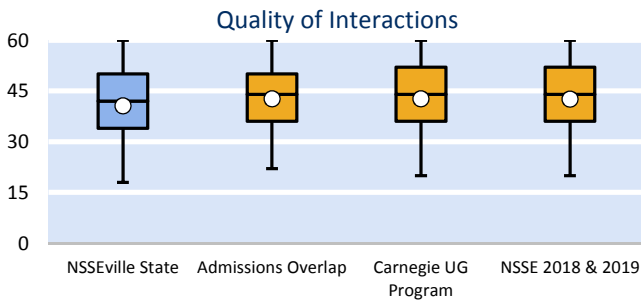 Quality of Interactions
60
45
30
15
0
NSSEville State
Admissions Overlap
Carnegie UG
Program
NSSE 2018 & 2019